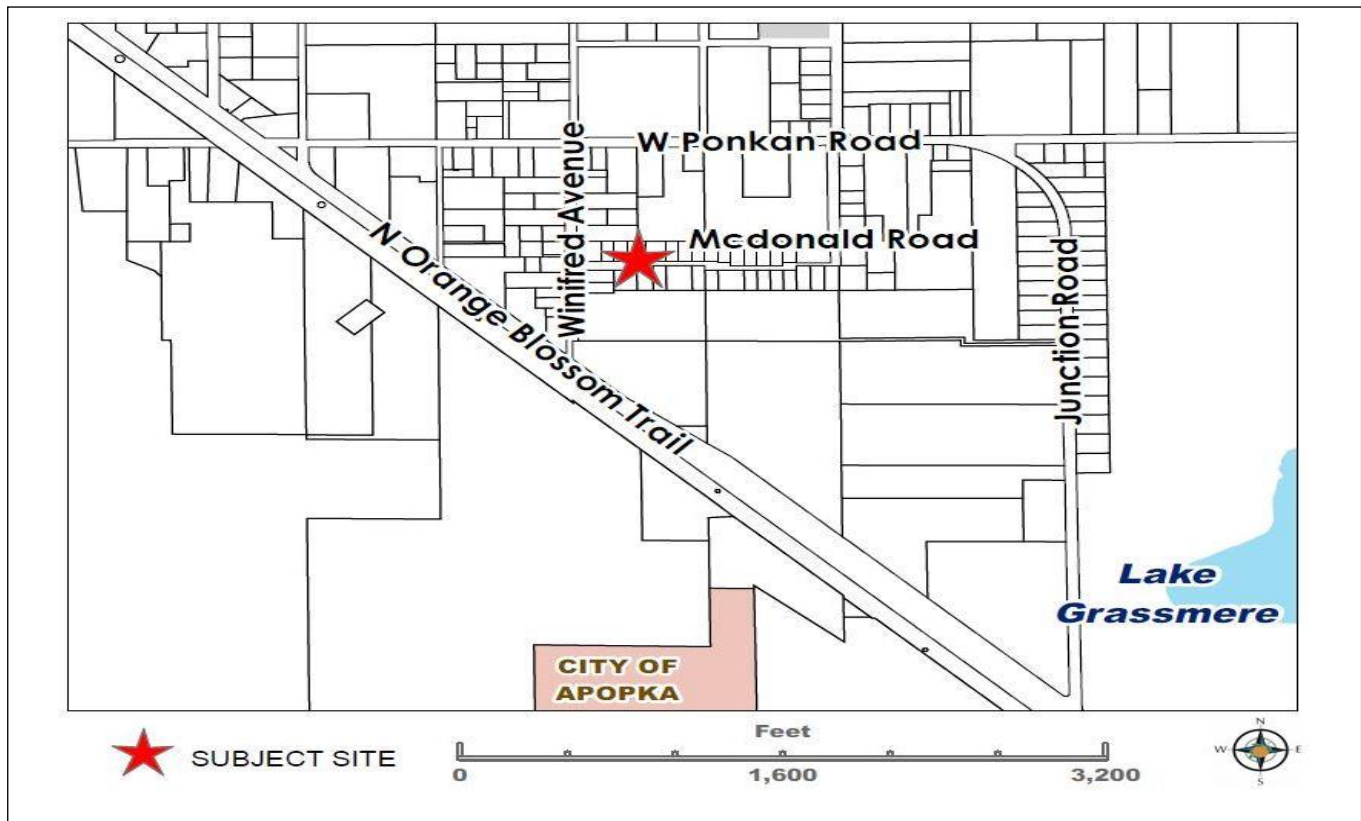 W Ponkan Road
Winifred Avenue
Mcdonald Road
N Orange Blossom Trail
Junction Road
Lake
Grassmere
CITY OF
APOPKA
SUBJECT SITE
Feet
0
1,600
3,200
N
W
E
S